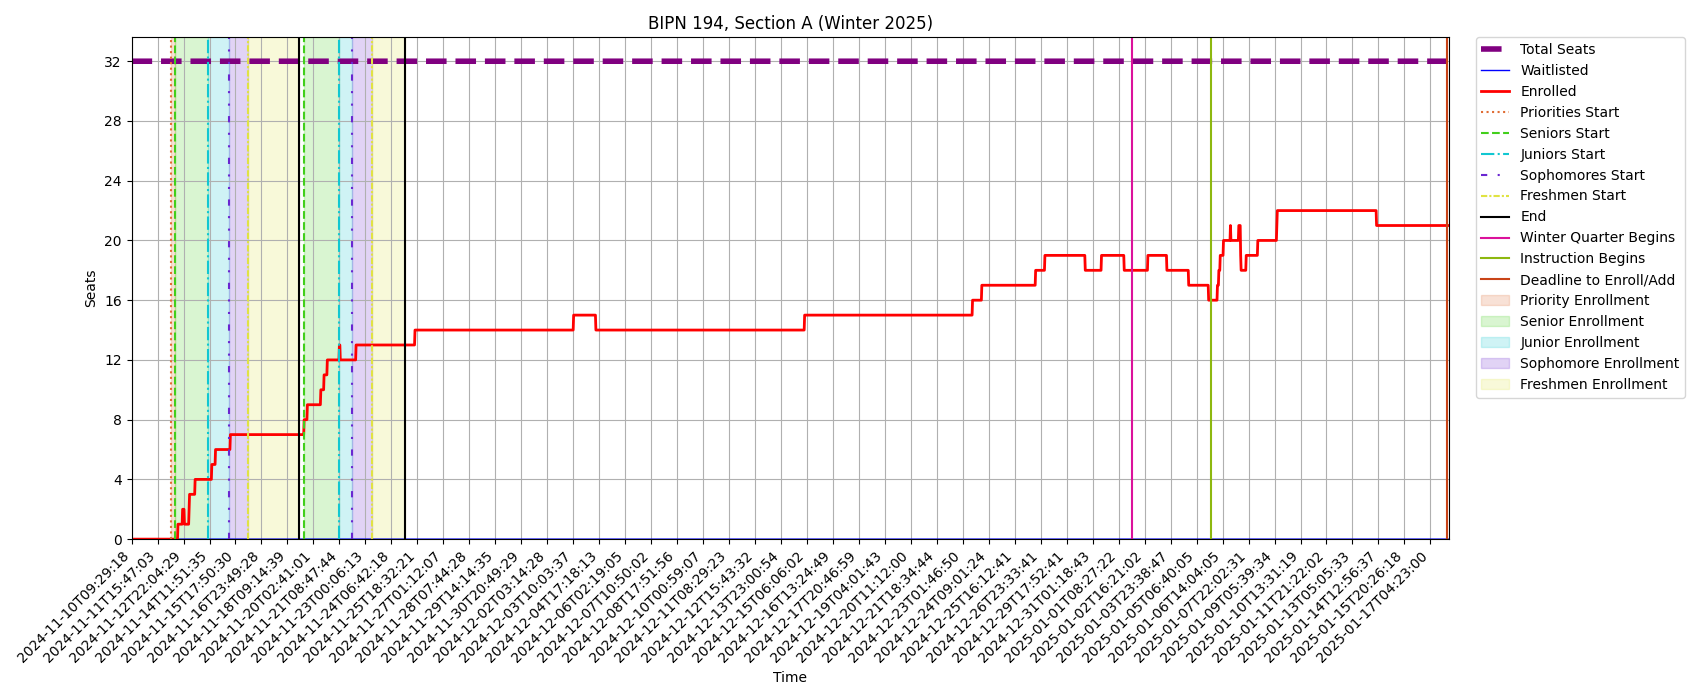 BIPN 194, Section A (Winter 2025)
Seats
32
28
24
20
16
12
8
4
0
2024-11-10T09:29:18
2024-11-11T15:47:03
2024-11-12T22:04:29
2024-11-14T11:51:35
2024-11-15T17:50:30
2024-11-16T23:49:28
2024-11-18T09:14:39
2024-11-20T02:41:01
2024-11-21T08:47:44
2024-11-23T00:06:13
2024-11-24T06:42:18
2024-11-25T18:32:21
2024-11-27T01:12:07
2024-11-28T07:44:28
2024-11-29T14:14:35
2024-11-30T20:49:29
2024-12-02T03:14:28
2024-12-03T10:03:37
2024-12-04T17:18:13
2024-12-06T02:19:05
2024-12-07T10:50:02
2024-12-08T17:51:56
2024-12-10T00:59:07
2024-12-11T08:29:23
2024-12-12T15:43:32
2024-12-13T23:00:54
2024-12-15T06:06:02
2024-12-16T13:24:49
2024-12-17T20:46:59
2024-12-19T04:01:43
2024-12-20T11:12:00
2024-12-21T18:34:44
2024-12-23T01:46:50
2024-12-24T09:01:24
2024-12-25T16:12:41
2024-12-26T23:33:41
2024-12-29T17:52:41
2024-12-31T01:18:43
2025-01-01T08:27:22
2025-01-02T16:21:02
2025-01-03T23:38:47
2025-01-05T06:40:05
2025-01-06T14:04:05
2025-01-07T22:02:31
2025-01-09T05:39:34
2025-01-10T13:31:19
2025-01-11T21:22:02
2025-01-13T05:05:33
2025-01-14T12:56:37
2025-01-15T20:26:18
2025-01-17T04:23:00
Time
Total Seats
Waitlisted
Enrolled
Priorities Start
Seniors Start
Juniors Start
Sophomores Start
Freshmen Start
End
Winter Quarter Begins
Instruction Begins
Deadline to Enroll/Add
Priority Enrollment
Senior Enrollment
Junior Enrollment
Sophomore Enrollment
Freshmen Enrollment